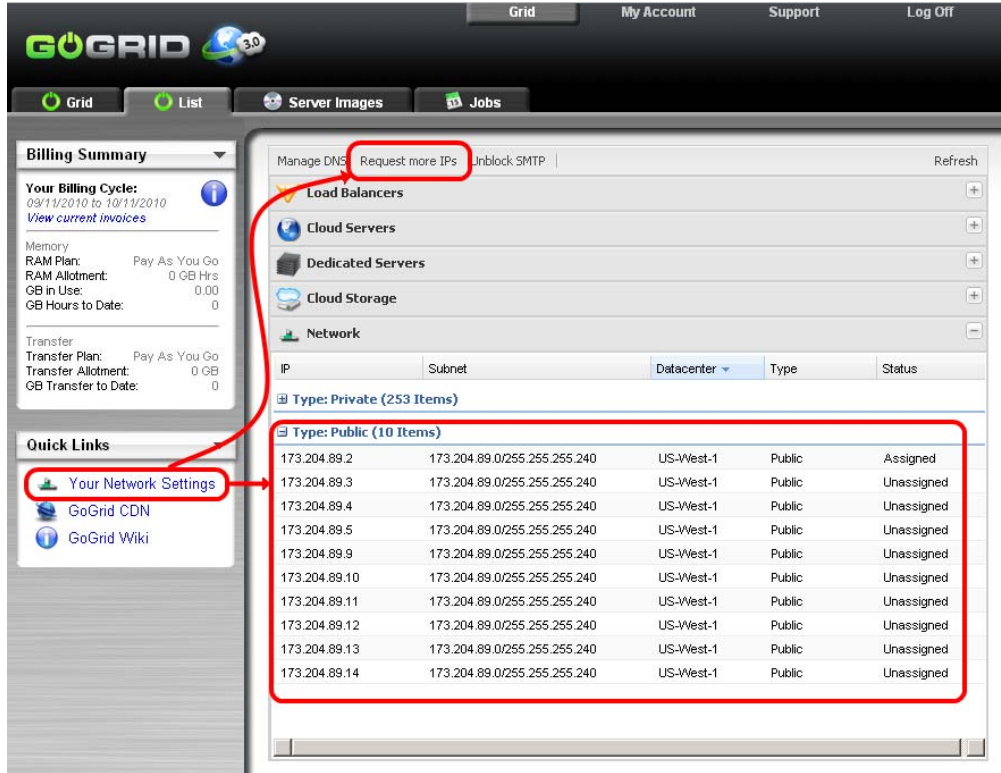 Grid My Account Support Log Off
GOGRID 3.0
Grid List Server Images Jobs
Billing Summary
Your Billing Cycle:
09/11/2010 to 10/11/2010
View current invoices
Memory
RAM Plan: Pay As You Go
RAM Allotment: 0 GB Hrs
GB in Use: 0.00
GB Hours to Date: 0
Transfer
Transfer Plan: Pay As You Go
Transfer Allotment: 0 GB
GB Transfer to Date: 0
Quick Links
Your Network Settings
GoGrid CDN
GoGrid Wiki
Manage DNS Request more IPs Unblock SMTP Refresh
Load Balancers
Cloud Servers
Dedicated Servers
Cloud Storage
Network
IP Subnet Datacenter Type Status
Type: Private (253 Items)
Type: Public (10 Items)
173.204.89.2 173.204.89.0/255.255.255.240 US-West-1 Public Assigned
173.204.89.3 173.204.89.0/255.255.255.240 US-West-1 Public Unassigned
173.204.89.4 173.204.89.0/255.255.255.240 US-West-1 Public Unassigned
173.204.89.5 173.204.89.0/255.255.255.240 US-West-1 Public Unassigned
173.204.89.9 173.204.89.0/255.255.255.240 US-West-1 Public Unassigned
173.204.89.10 173.204.89.0/255.255.255.240 US-West-1 Public Unassigned
173.204.89.11 173.204.89.0/255.255.255.240 US-West-1 Public Unassigned
173.204.89.12 173.204.89.0/255.255.255.240 US-West-1 Public Unassigned
173.204.89.13 173.204.89.0/255.255.255.240 US-West-1 Public Unassigned
173.204.89.14 173.204.89.0/255.255.255.240 US-West-1 Public Unassigned